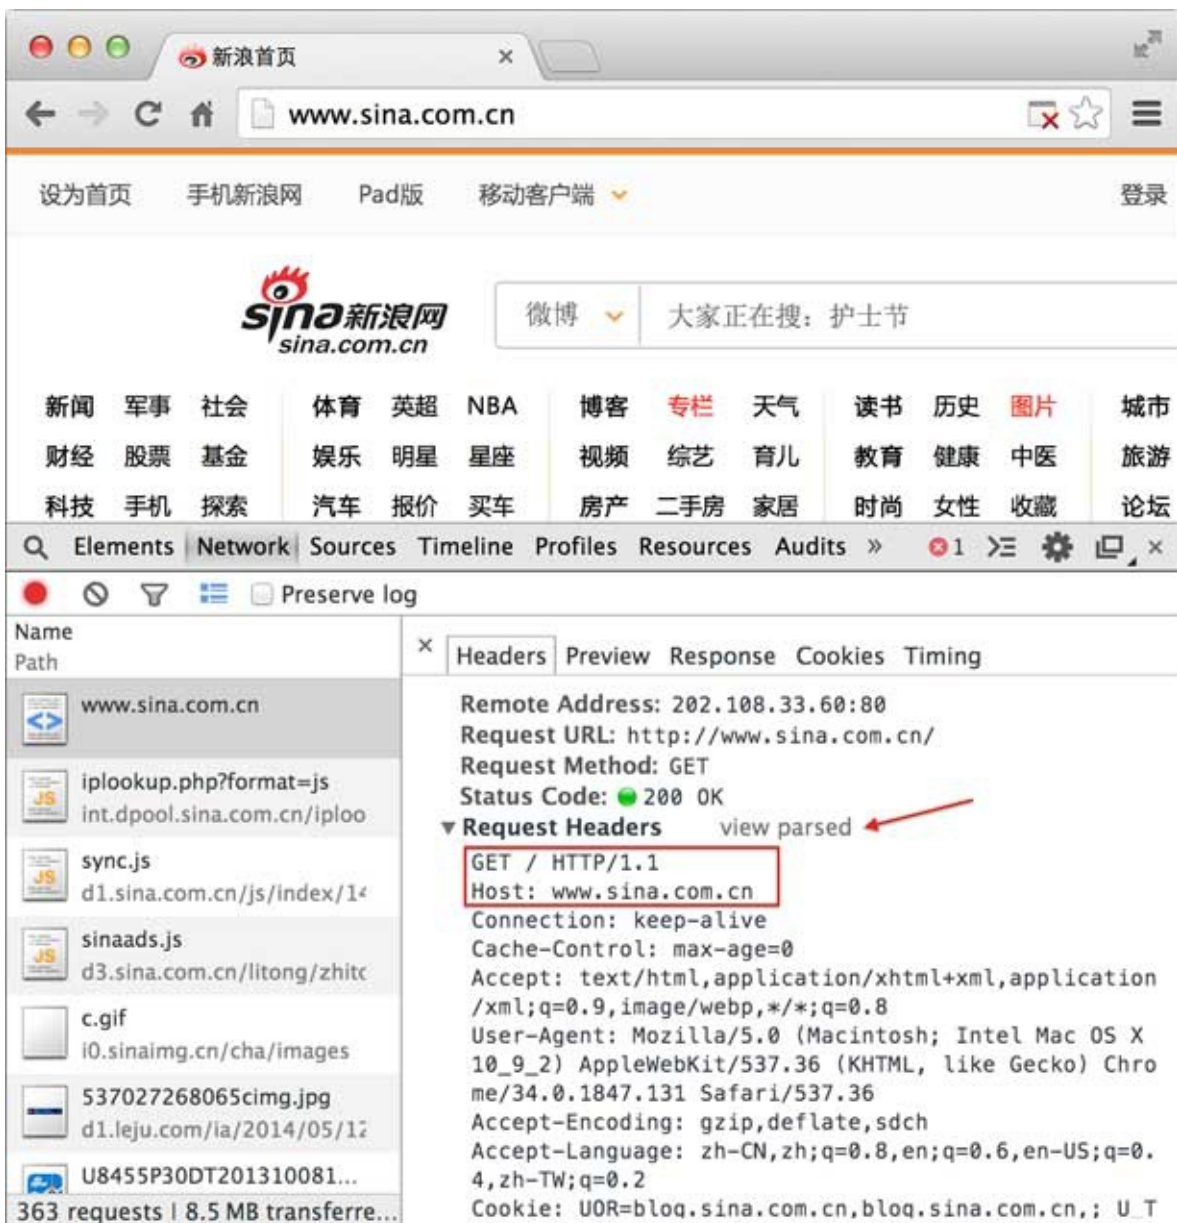 新浪首页
www.sina.com.cn
设为首页 手机新浪网 Pad版 移动客户端 登录
sina新浪网
sina.com.cn
微博 大家正在搜：护士节
新闻 军事 社会 体育 英超 NBA 博客 专栏 天气 读书 历史 图片 城市
财经 股票 基金 娱乐 明星 星座 视频 综艺 育儿 教育 健康 中医 旅游
科技 手机 探索 汽车 报价 买车 房产 二手房 家居 时尚 女性 收藏 论坛
Elements Network Sources Timeline Profiles Resources Audits » 1
Preserve log
Name
Path
www.sina.com.cn
iplookup.php?format=js
int.dpool.sina.com.cn/iploo
sync.js
d1.sina.com.cn/js/index/14
sinaads.js
d3.sina.com.cn/litong/zhitc
c.gif
i0.sinaimg.cn/cha/images
537027268065cimg.jpg
d1.leju.com/ia/2014/05/12
U8455P30DT201310081...
363 requests | 8.5 MB transferre...
× Headers Preview Response Cookies Timing
Remote Address: 202.108.33.60:80
Request URL: http://www.sina.com.cn/
Request Method: GET
Status Code: 200 OK
Request Headers view parsed
GET / HTTP/1.1
Host: www.sina.com.cn
Connection: keep-alive
Cache-Control: max-age=0
Accept: text/html,application/xhtml+xml,application
/xml;q=0.9,image/webp,*/*;q=0.8
User-Agent: Mozilla/5.0 (Macintosh; Intel Mac OS X
10_9_2) AppleWebKit/537.36 (KHTML, like Gecko) Chro
me/34.0.1847.131 Safari/537.36
Accept-Encoding: gzip,deflate,sdch
Accept-Language: zh-CN,zh;q=0.8,en;q=0.6,en-US;q=0.
4,zh-TW;q=0.2
Cookie: UOR=blog.sina.com.cn,blog.sina.com.cn,; U_T